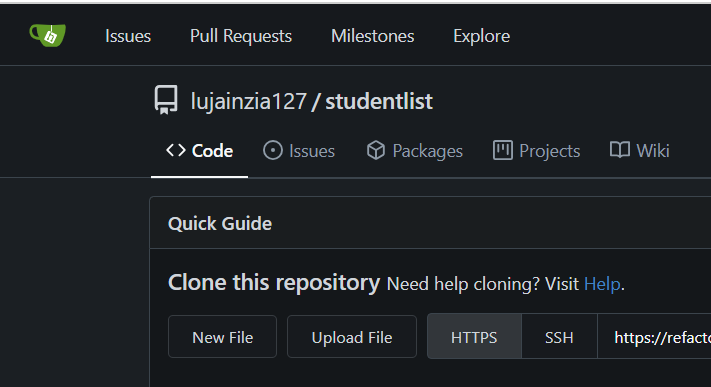 Issues Pull Requests Milestones Explore
lujainzia127 / studentlist
Code Issues Packages Projects Wiki
Quick Guide
Clone this repository Need help cloning? Visit Help.
New File Upload File HTTPS SSH https://refacto